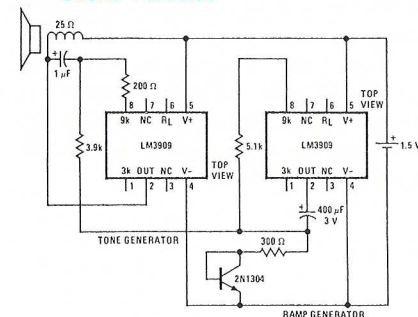 25 Ω
+
1 µF
200 Ω
8 7 6 5
9k NC RL V+
LM3909
3k OUT NC V−
1 2 3 4
TOP VIEW
3.9k
TONE GENERATOR
5.1k
8 7 6 5
9k NC RL V+
LM3909
3k OUT NC V−
1 2 3 4
TOP VIEW
+
1.5 V
+
400 µF
3 V
300 Ω
2N1304
RAMP GENERATOR